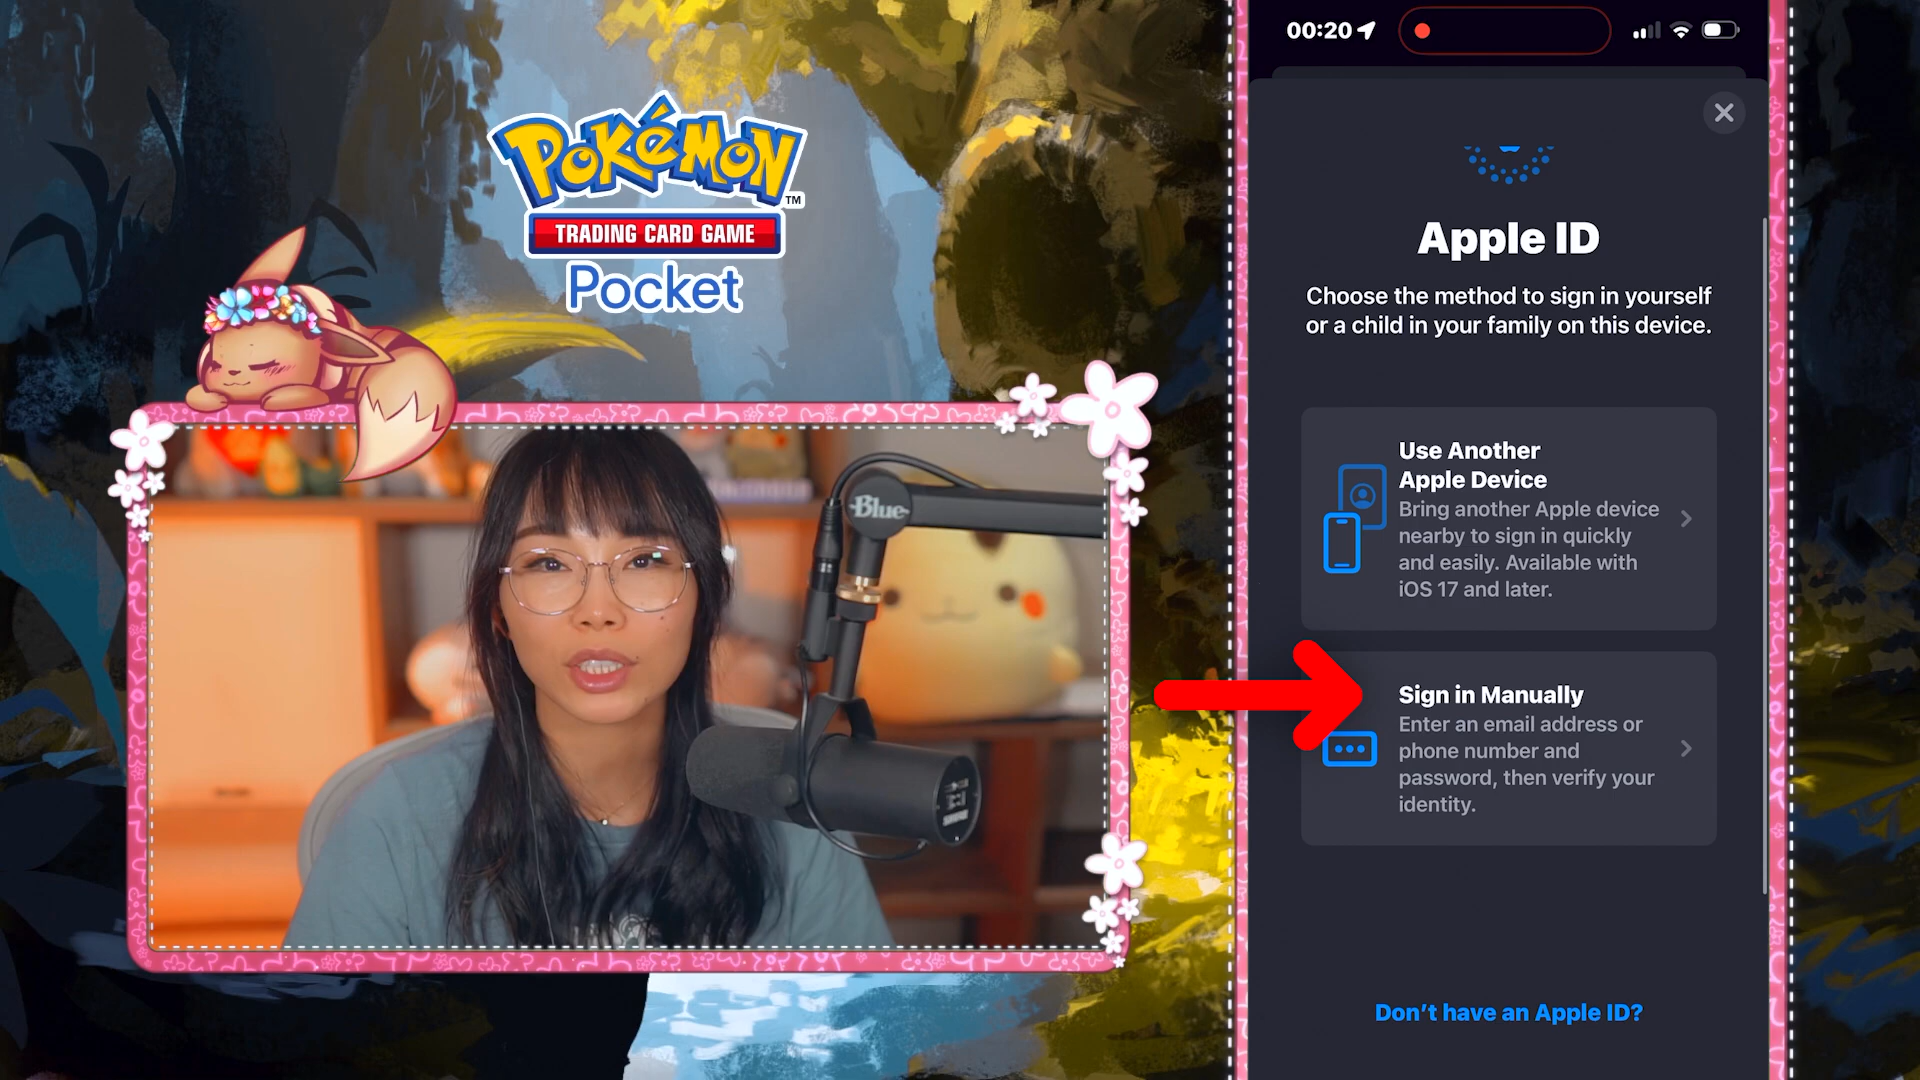 POKéMON
TM
TRADING CARD GAME
Pocket
Blue
00:20
Apple ID
Choose the method to sign in yourself
or a child in your family on this device.
Use Another
Apple Device
Bring another Apple device
nearby to sign in quickly
and easily. Available with
iOS 17 and later.
Sign in Manually
Enter an email address or
phone number and
password, then verify your
identity.
Don't have an Apple ID?